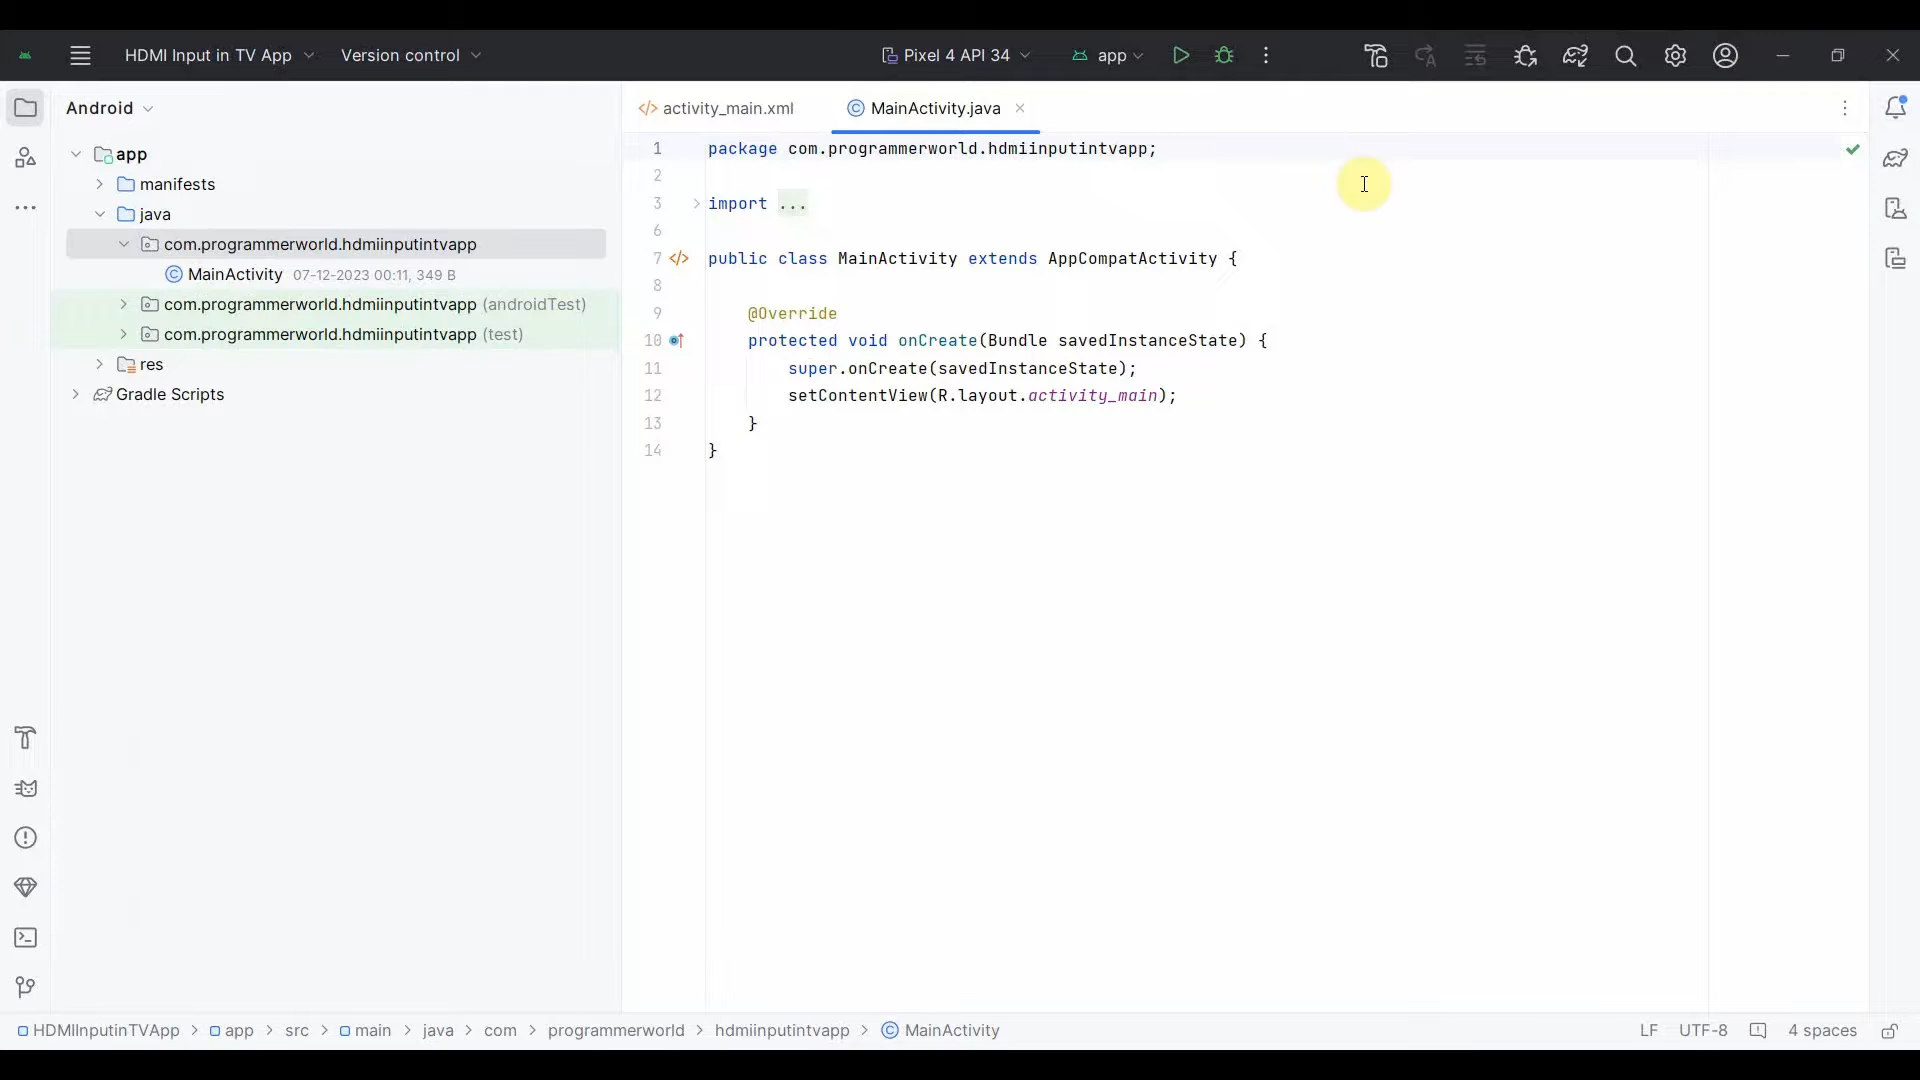 HDMI Input in TV App Version control Pixel 4 API 34 app
Android
activity_main.xml MainActivity.java
app
manifests
java
com.programmerworld.hdmiinputintvapp
MainActivity 07-12-2023 00:11, 349 B
com.programmerworld.hdmiinputintvapp (androidTest)
com.programmerworld.hdmiinputintvapp (test)
res
Gradle Scripts
1 package com.programmerworld.hdmiinputintvapp;
2
3 import ...
6
7 public class MainActivity extends AppCompatActivity {
8
9 @Override
10 protected void onCreate(Bundle savedInstanceState) {
11 super.onCreate(savedInstanceState);
12 setContentView(R.layout.activity_main);
13 }
14 }
HDMIInputinTVApp > app > src > main > java > com > programmerworld > hdmiinputintvapp > MainActivity LF UTF-8 4 spaces